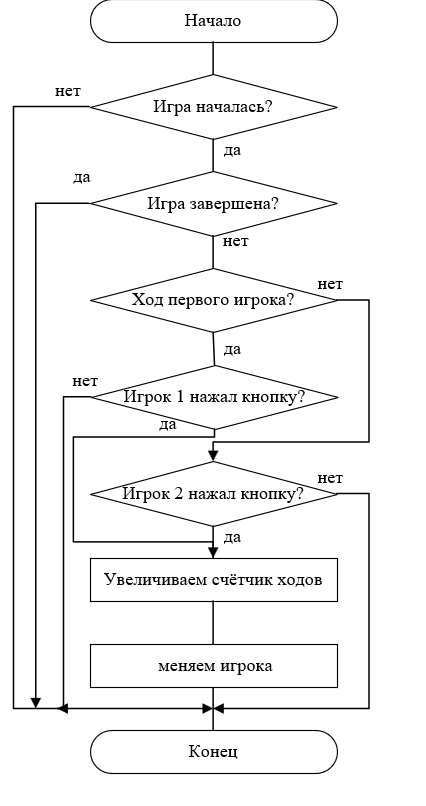 Начало
нет
Игра началась?
да
да
Игра завершена?
нет
нет
Ход первого игрока?
да
нет
Игрок 1 нажал кнопку?
да
нет
Игрок 2 нажал кнопку?
да
Увеличиваем счётчик ходов
меняем игрока
Конец